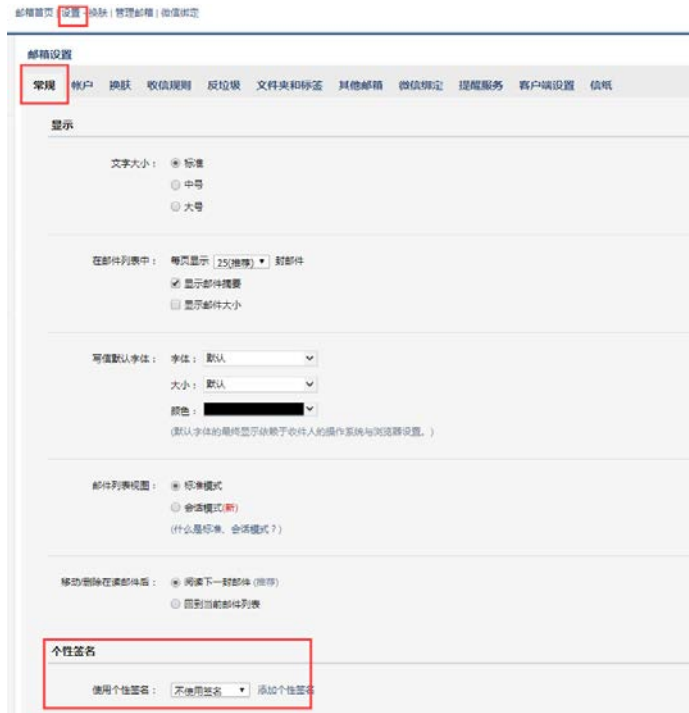 邮箱首页 | 设置 - 换肤 | 管理邮箱 | 微信绑定
邮箱设置
常规 帐户 换肤 收信规则 反垃圾 文件夹和标签 其他邮箱 微信绑定 提醒服务 客户端设置 信纸
显示
文字大小： 标准
中号
大号
在邮件列表中： 每页显示 25(推荐) 封邮件
显示邮件摘要
显示邮件大小
写信默认字体： 字体： 默认
大小： 默认
颜色：
(默认字体的最终显示依赖于收件人的操作系统与浏览器设置。)
邮件列表视图： 标准模式
会话模式(新)
(什么是标准、会话模式？)
移动/删除在读邮件后： 阅读下一封邮件 (推荐)
回到当前邮件列表
个性签名
使用个性签名： 不使用签名 添加个性签名